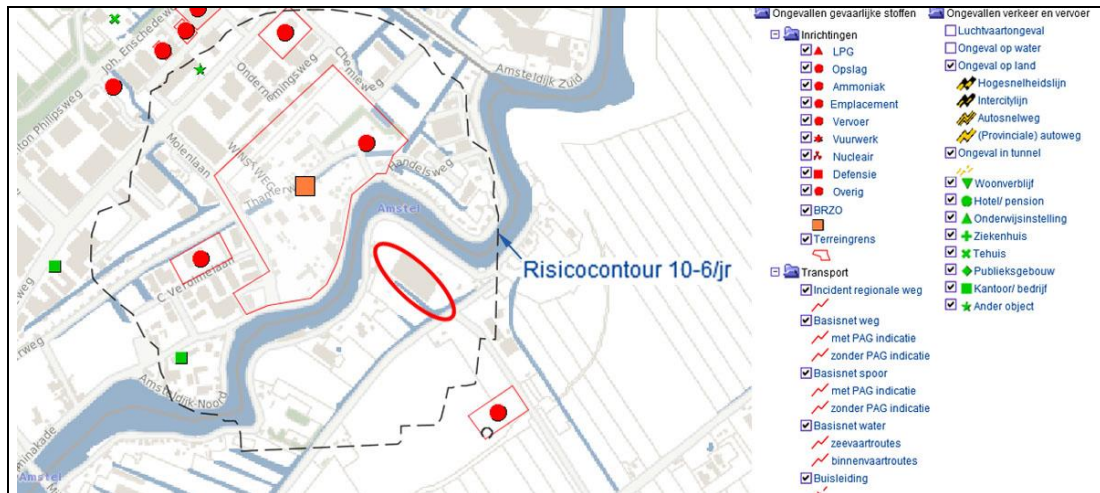 Joh. Enschedeweg
Ondernemingsweg
Chemieweg
Amsteldijk Zuid
ton Philipsweg
Molenlaan
Handelsweg
Amstel
Risicocontour 10-6/jr
erweg
Amsteldijk-Noord
minakade
Amstel
Ongevallen gevaarlijke stoffen
Inrichtingen
LPG
Opslag
Ammoniak
Emplacement
Vervoer
Vuurwerk
Nucleair
Defensie
Overig
BRZO
Terreingrens
Transport
Incident regionale weg
Basisnet weg
met PAG indicatie
zonder PAG indicatie
Basisnet spoor
met PAG indicatie
zonder PAG indicatie
Basisnet water
zeevaartroutes
binnenvaartroutes
Buisleiding
Ongevallen verkeer en vervoer
Luchtvaartongeval
Ongeval op water
Ongeval op land
Hogesnelheidslijn
Intercitylijn
Autosnelweg
(Provinciale) autoweg
Ongeval in tunnel
Woonverblijf
Hotel/ pension
Onderwijsinstelling
Ziekenhuis
Tehuis
Publieksgebouw
Kantoor/ bedrijf
Ander object